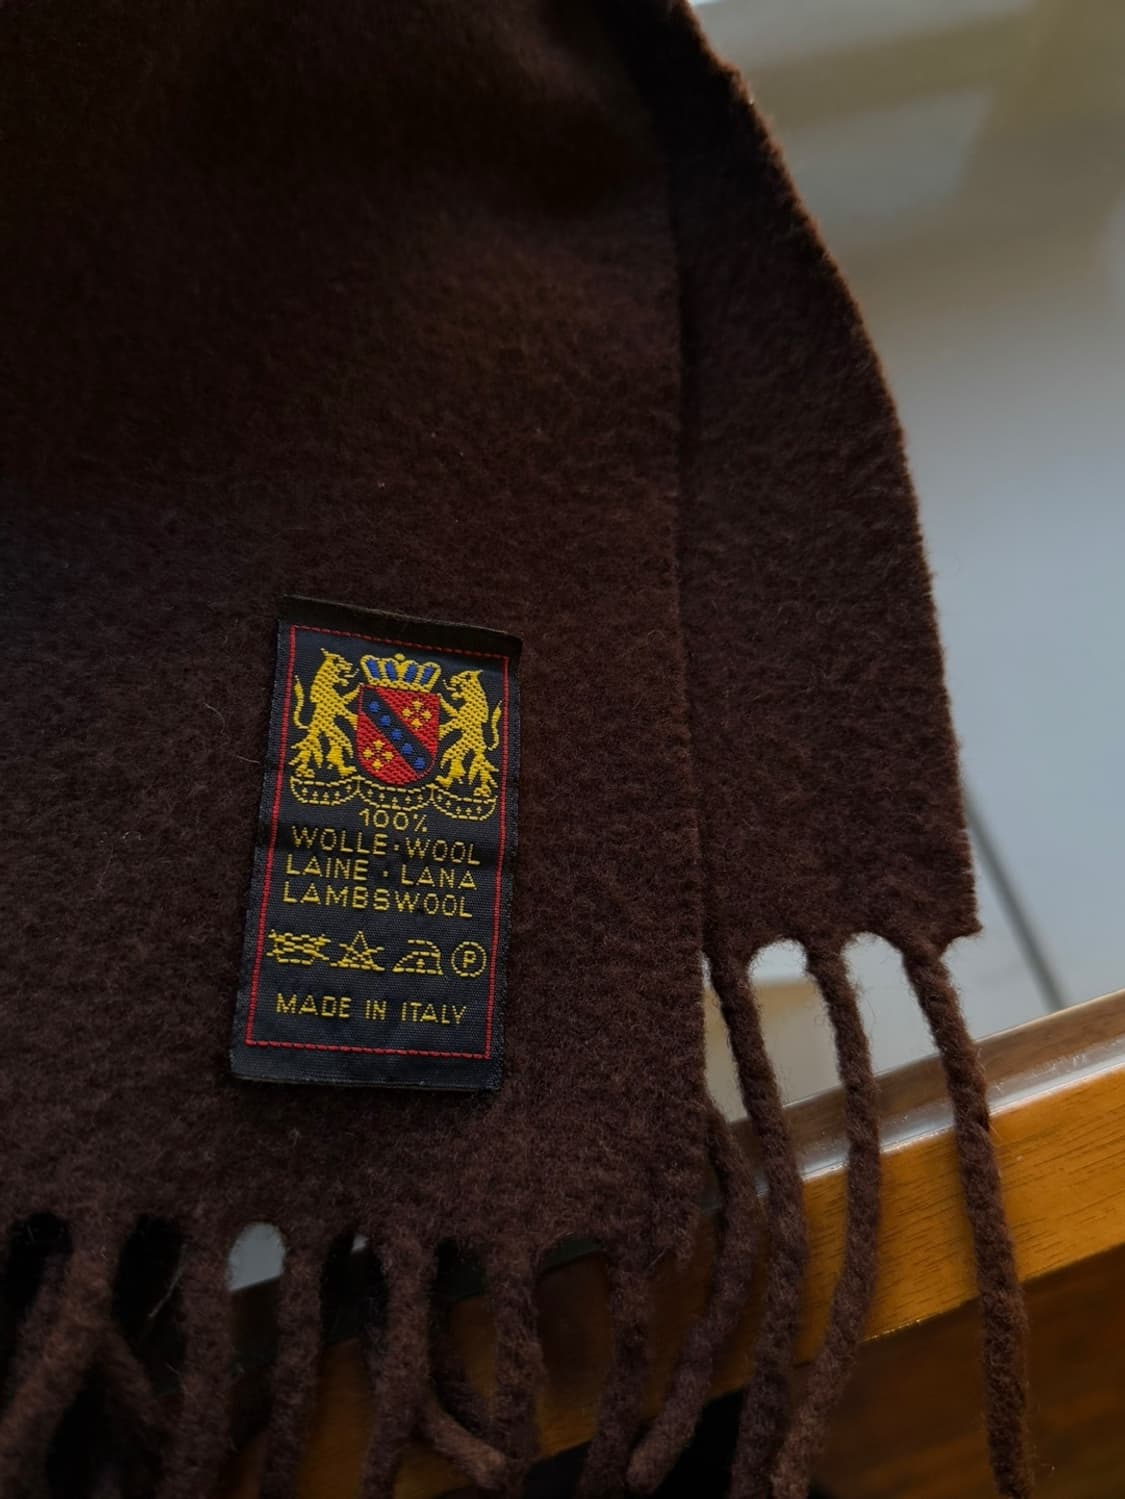 100%
WOLLE·WOOL
LAINE·LANA
LAMBSWOOL
P
MADE IN ITALY